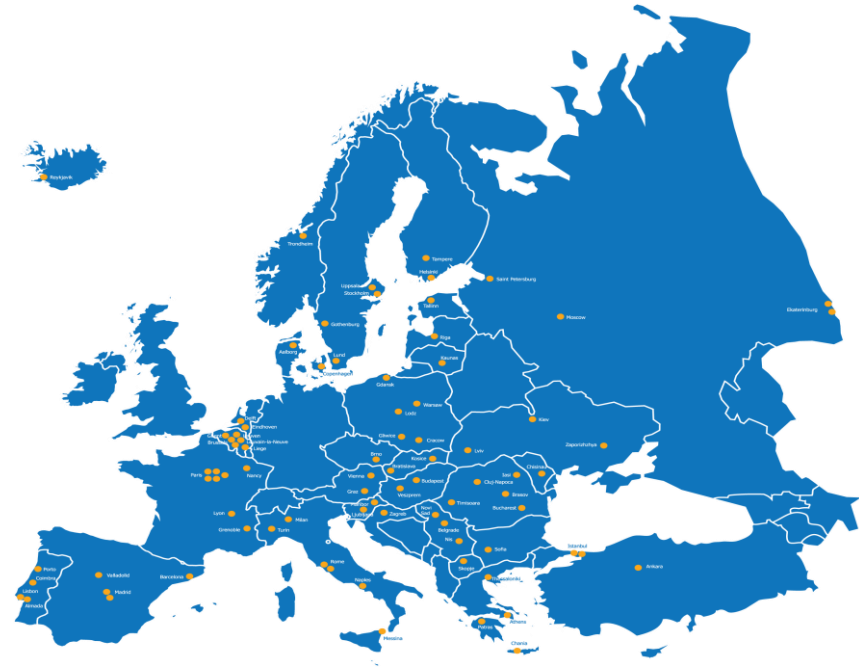 Reykjavik
Trondheim
Tampere
Helsinki
Saint Petersburg
Uppsala
Stockholm
Tallinn
Ekaterinburg
Moscow
Gothenburg
Riga
Aalborg
Lund
Kaunas
Copenhagen
Gdansk
Warsaw
Lodz
Delft
Kiev
Eindhoven
Gliwice
Cracow
Zaporizhzhya
Louvain-la-Neuve
Liege
Lviv
Brno
Kosice
Nancy
Paris
Bratislava
Chisinau
Vienna
Iasi
Budapest
Cluj-Napoca
Graz
Veszprem
Brasov
Maribor
Timisoara
Lyon
Ljubljana
Zagreb
Novi
Sad
Bucharest
Milan
Grenoble
Turin
Belgrade
Nis
Sofia
Istanbul
Skopje
Rome
Ankara
Porto
Valladolid
Barcelona
Thessaloniki
Coimbra
Naples
Lisbon
Madrid
Almada
Athens
Patras
Messina
Chania